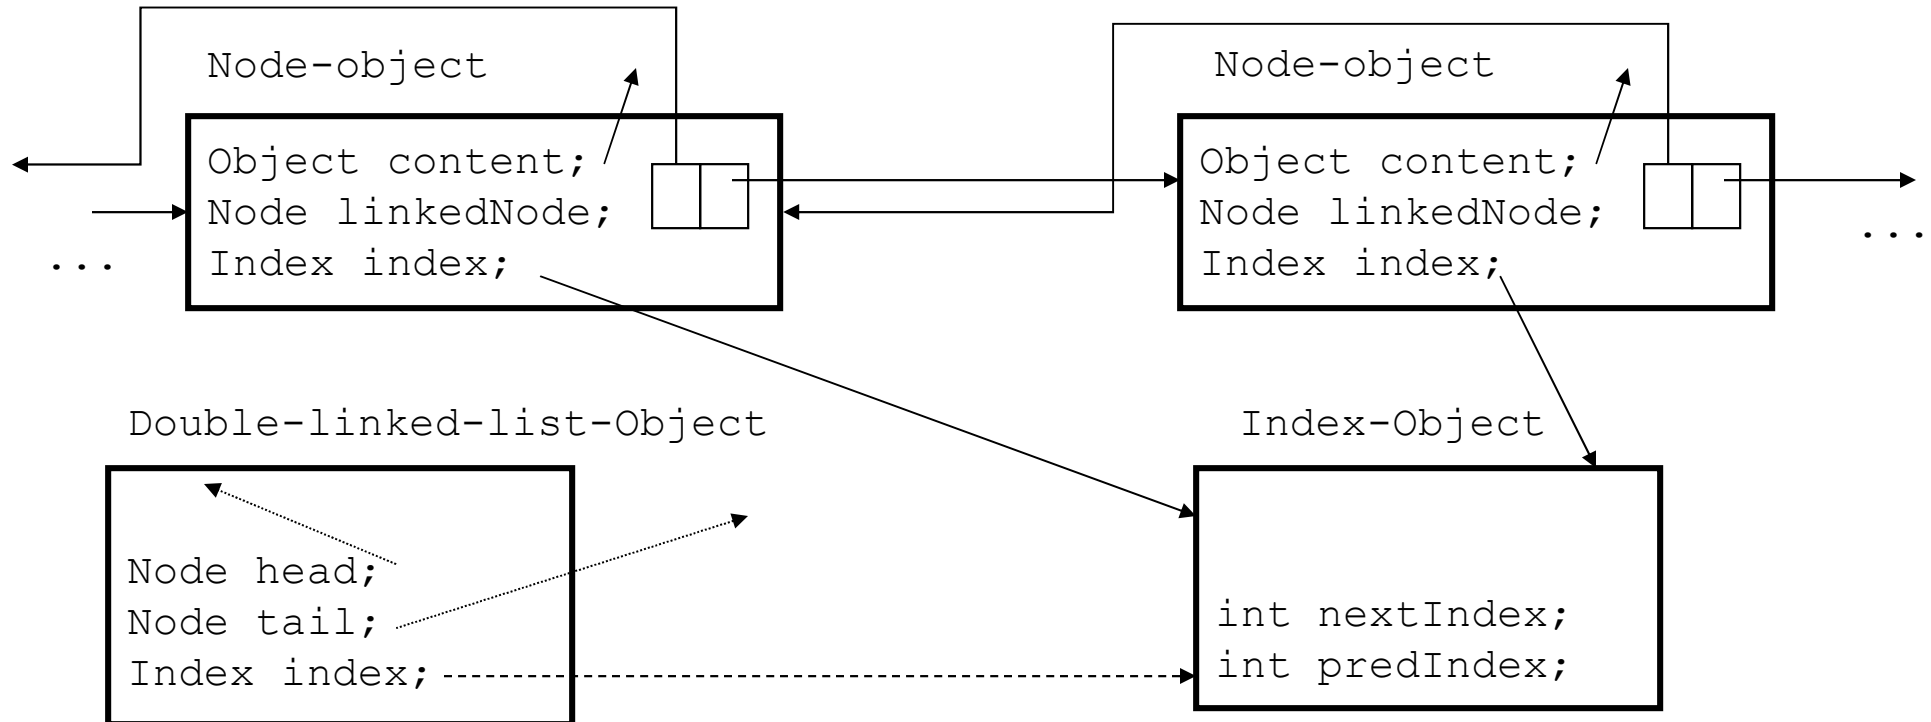 Node-object
Object content;
Node linkedNode;
Index index;
...
Node-object
Object content;
Node linkedNode;
Index index;
...
Double-linked-list-Object
Node head;
Node tail;
Index index;
Index-Object
int nextIndex;
int predIndex;